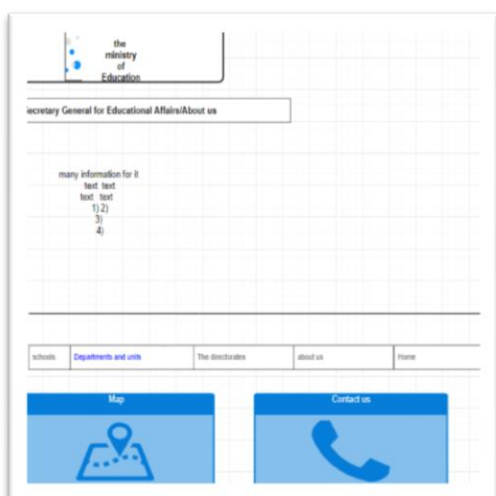 the
ministry
of
Education
Secretary General for Educational Affairs/About us
many information for it
text text
text text
1) 2)
3)
4)
schools Departments and units The directorates about us Home
Map Contact us